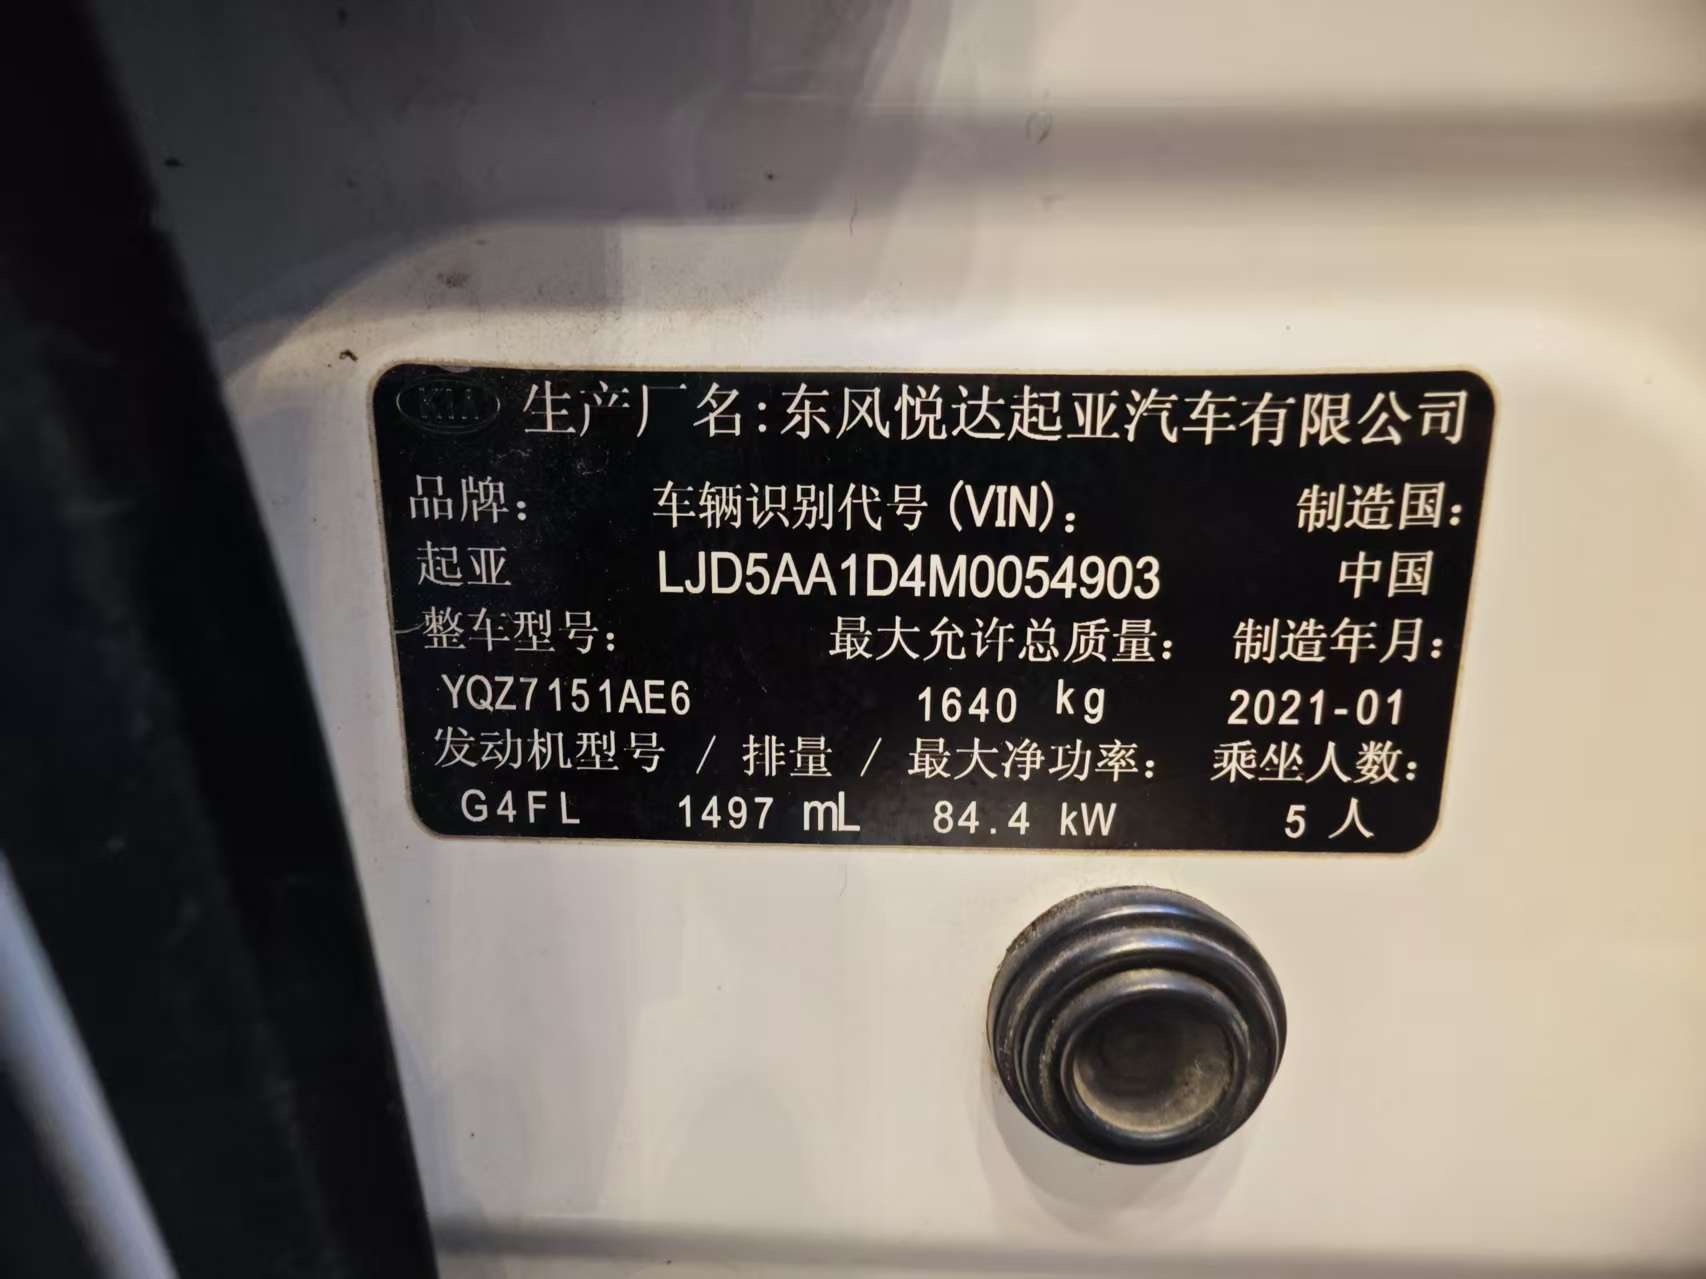 KIA 生产厂名:东风悦达起亚汽车有限公司
品牌: 车辆识别代号(VIN): 制造国:
起亚 LJD5AA1D4M0054903 中国
整车型号: 最大允许总质量: 制造年月:
YQZ7151AE6 1640 kg 2021-01
发动机型号 / 排量 / 最大净功率: 乘坐人数:
G4FL 1497 mL 84.4 kW 5 人